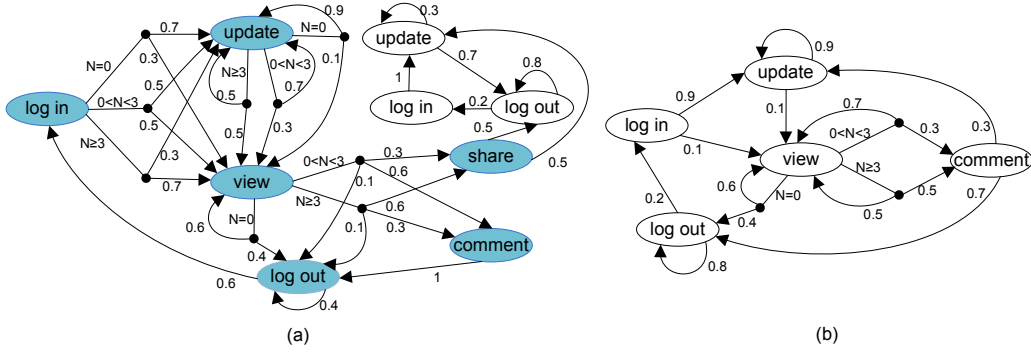 0.9
N=0
0.7
update
0.3
N=0
N≥3
0<N<3
0.1
0.5
0.5
0.7
log in
0<N<3
0.5
0.3
0.5
0.3
N≥3
0.7
view
0<N<3
0.3
0.6
0.1
share
N≥3
0.6
0.3
0.1
N=0
0.6
0.4
comment
log out
1
0.6
0.4
0.3
update
0.7
0.8
1
log in
0.2
log out
0.5
0.5
(a)
0.9
update
0.9
0.1
log in
0.1
view
0.7
0<N<3
0.3
0.3
N≥3
comment
0.6
N=0
0.5
0.5
0.7
0.2
0.4
log out
0.8
(b)